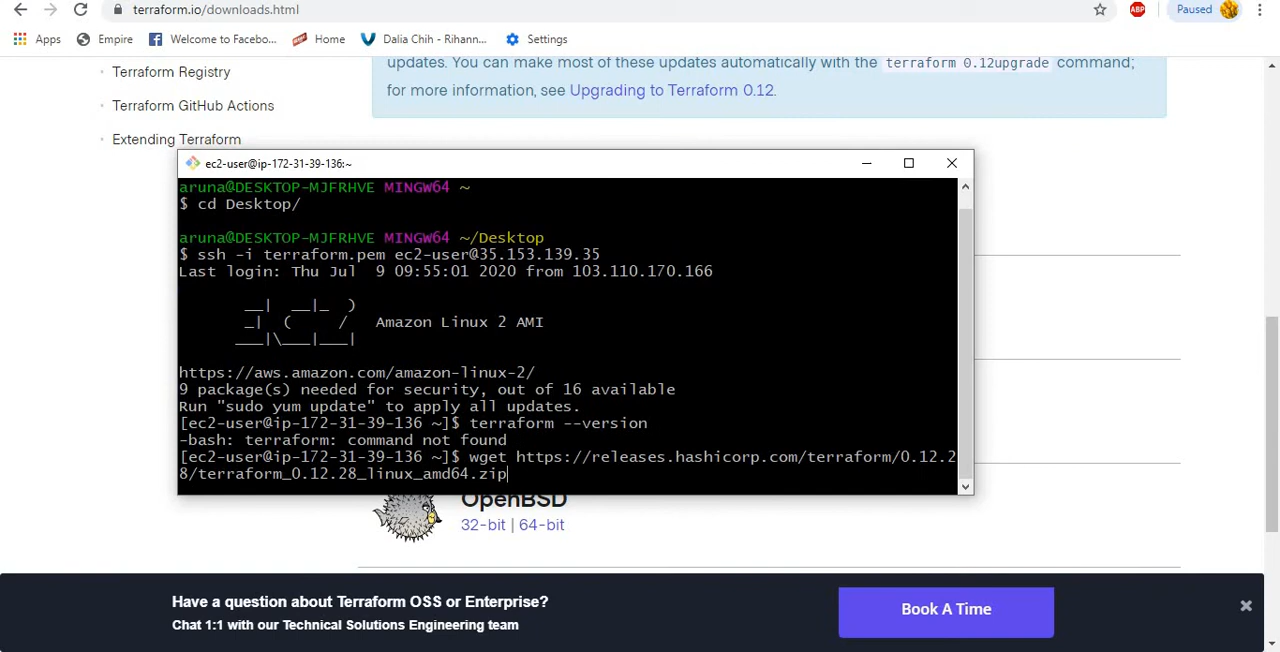 terraform.io/downloads.html
ABP
Paused
Apps
Empire
Welcome to Facebo...
Home
Dalia Chih - Rihann...
Settings
Terraform Registry
Terraform GitHub Actions
Extending Terraform
updates. You can make most of these updates automatically with the terraform 0.12upgrade command;
for more information, see Upgrading to Terraform 0.12.
ec2-user@ip-172-31-39-136:~
aruna@DESKTOP-MJFRHVE MINGW64 ~
$ cd Desktop/
aruna@DESKTOP-MJFRHVE MINGW64 ~/Desktop
$ ssh -i terraform.pem ec2-user@35.153.139.35
Last login: Thu Jul  9 09:55:01 2020 from 103.110.170.166
__|  __|_  )
_|  (     /   Amazon Linux 2 AMI
___|\___|___|
https://aws.amazon.com/amazon-linux-2/
9 package(s) needed for security, out of 16 available
Run "sudo yum update" to apply all updates.
[ec2-user@ip-172-31-39-136 ~]$ terraform --version
-bash: terraform: command not found
[ec2-user@ip-172-31-39-136 ~]$ wget https://releases.hashicorp.com/terraform/0.12.2
8/terraform_0.12.28_linux_amd64.zip
OpenBSD
32-bit | 64-bit
Have a question about Terraform OSS or Enterprise?
Chat 1:1 with our Technical Solutions Engineering team
Book A Time